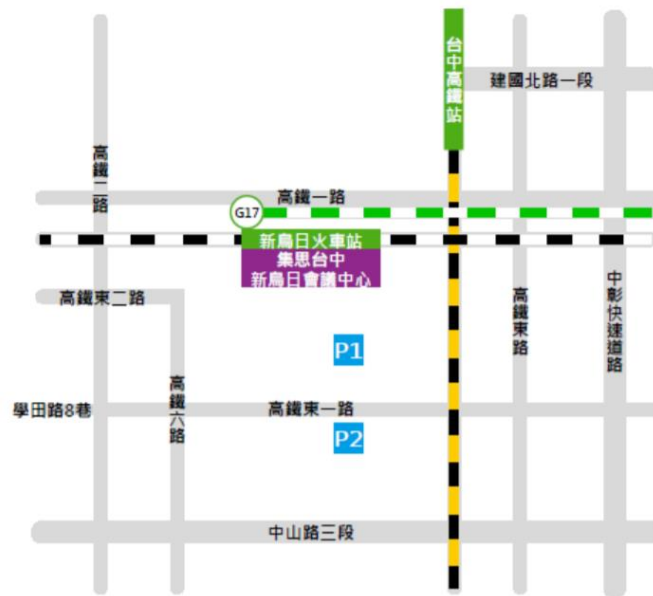 台中高鐵站
建國北路一段
高鐵二路
高鐵一路
G17
新烏日火車站
集思台中
新烏日會議中心
高鐵東二路
高鐵東路
中彰快速道路
P1
高鐵六路
學田路8巷
高鐵東一路
P2
中山路三段